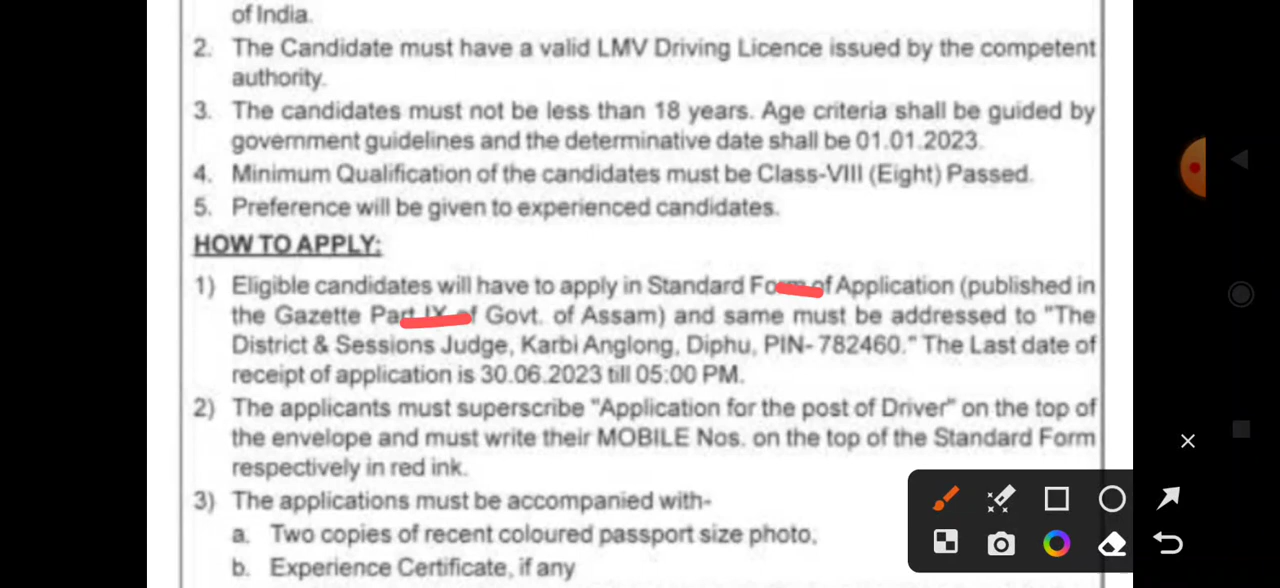 of India.
2. The Candidate must have a valid LMV Driving Licence issued by the competent
authority.
3. The candidates must not be less than 18 years. Age criteria shall be guided by
government guidelines and the determinative date shall be 01.01.2023.
4. Minimum Qualification of the candidates must be Class-VIII (Eight) Passed.
5. Preference will be given to experienced candidates.
HOW TO APPLY:
1) Eligible candidates will have to apply in Standard Form of Application (published in
the Gazette Part IX of Govt. of Assam) and same must be addressed to "The
District & Sessions Judge, Karbi Anglong, Diphu, PIN- 782460." The Last date of
receipt of application is 30.06.2023 till 05:00 PM.
2) The applicants must superscribe "Application for the post of Driver" on the top of
the envelope and must write their MOBILE Nos. on the top of the Standard Form
respectively in red ink.
3) The applications must be accompanied with-
a. Two copies of recent coloured passport size photo,
b. Experience Certificate, if any